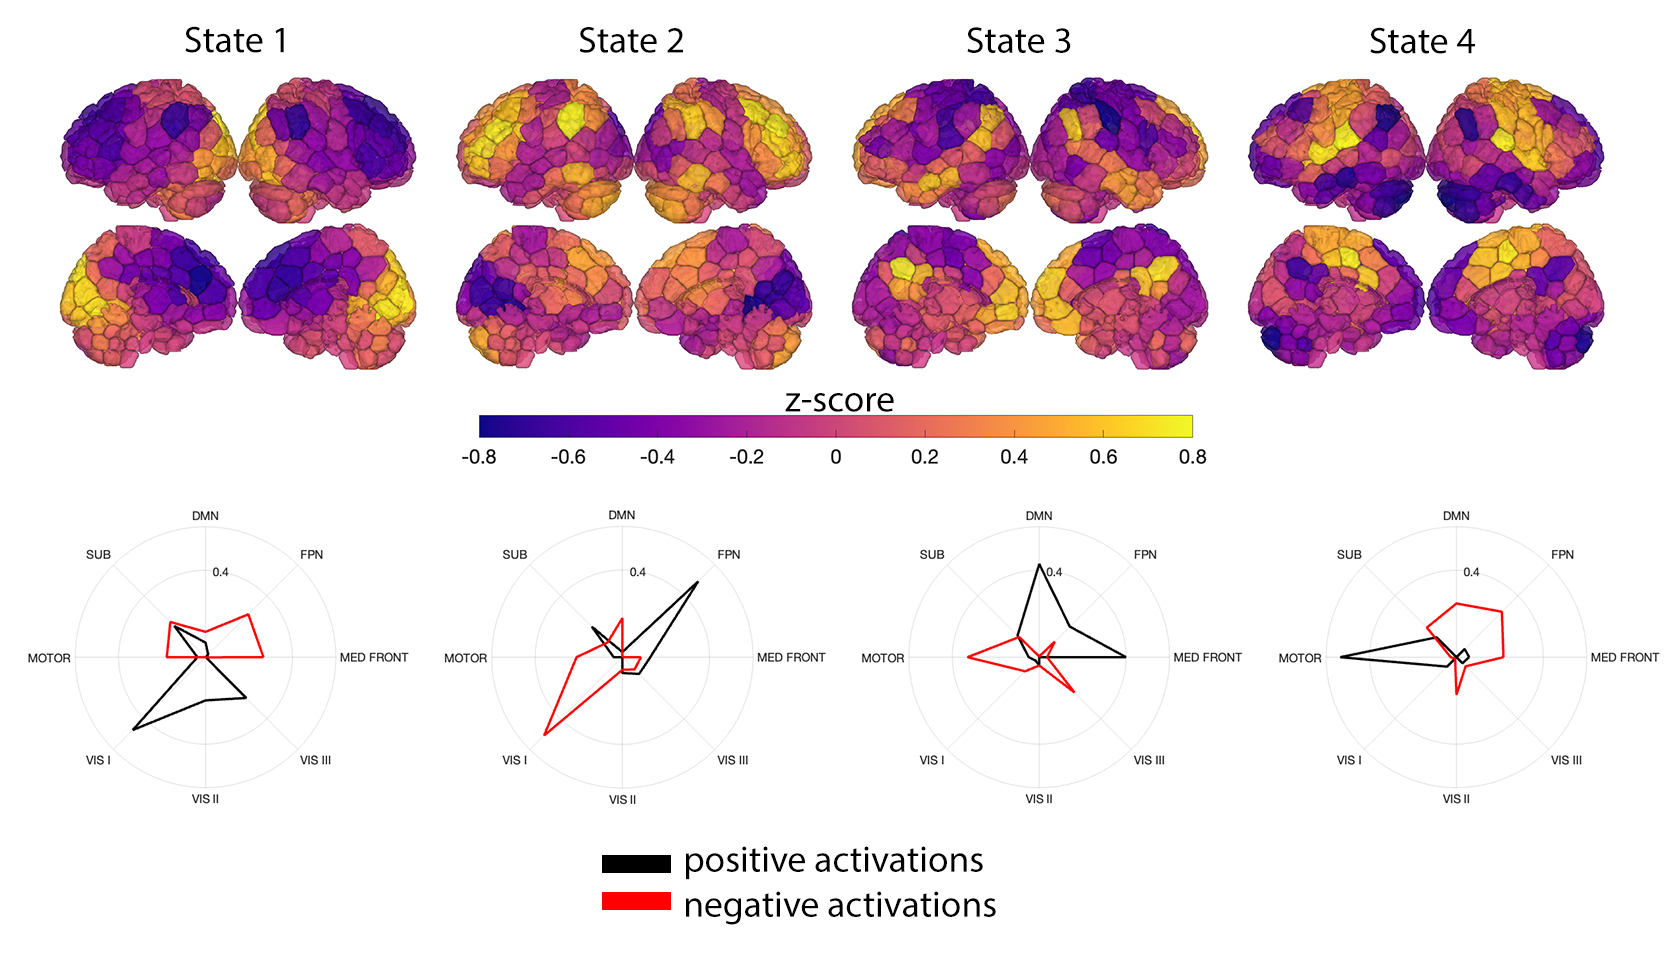 State 1 State 2 State 3 State 4
z-score
-0.8 -0.6 -0.4 -0.2 0 0.2 0.4 0.6 0.8
DMN DMN DMN DMN
SUB FPN SUB FPN SUB FPN SUB FPN
0.4 0.4 0.4 0.4
MOTOR MED FRONT MOTOR MED FRONT MOTOR MED FRONT MOTOR MED FRONT
VIS I VIS III VIS I VIS III VIS I VIS III VIS I VIS III
VIS II VIS II VIS II VIS II
positive activations
negative activations